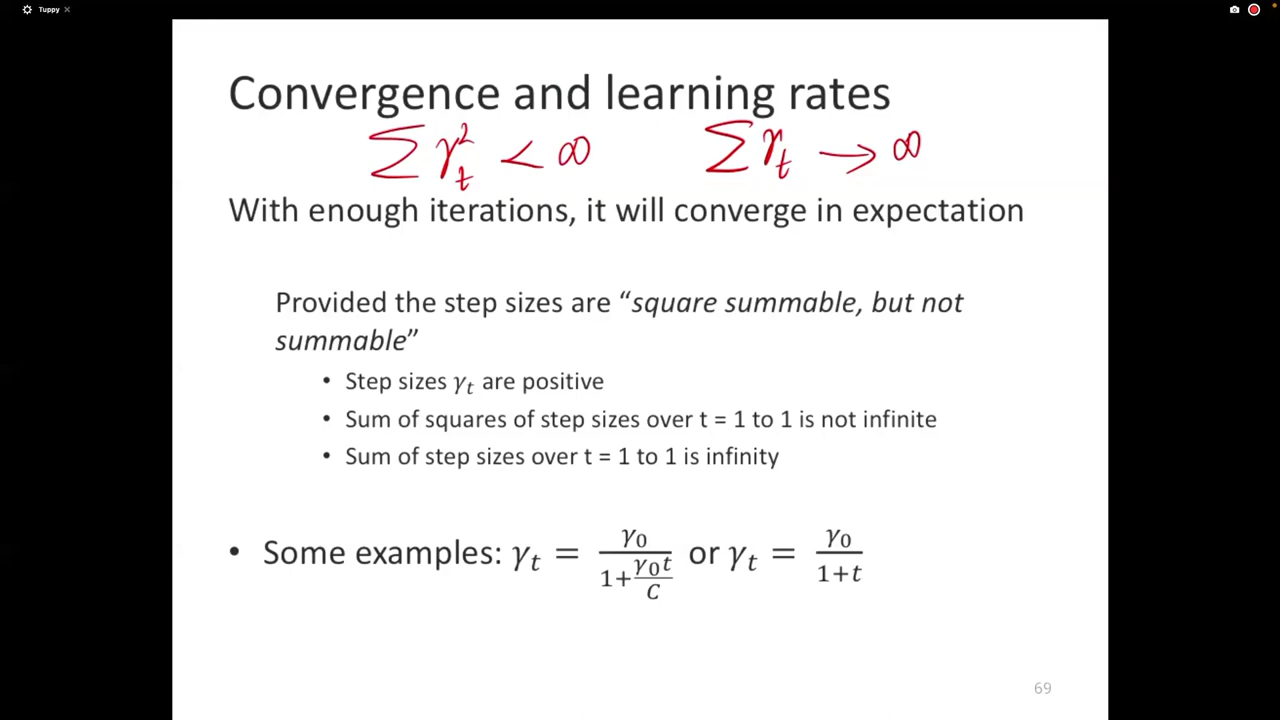 Tuppy
Convergence and learning rates
∑ γ_t^2 < ∞ ∑ γ_t → ∞
With enough iterations, it will converge in expectation
Provided the step sizes are “square summable, but not
summable”
• Step sizes γ_t are positive
• Sum of squares of step sizes over t = 1 to 1 is not infinite
• Sum of step sizes over t = 1 to 1 is infinity
• Some examples: γ_t = γ_0/(1+γ_0t/C) or γ_t = γ_0/(1+t)
69